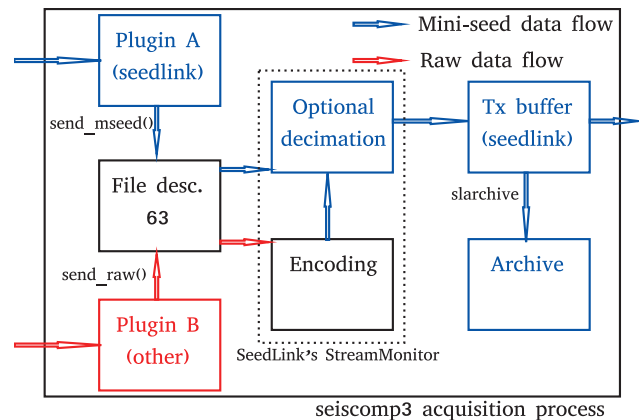 Plugin A
(seedlink)
Mini-seed data flow
Raw data flow
send_mseed()
Optional
decimation
Tx buffer
(seedlink)
File desc.
63
slarchive
send_raw()
Encoding
Archive
Plugin B
(other)
SeedLink's StreamMonitor
seiscomp3 acquisition process